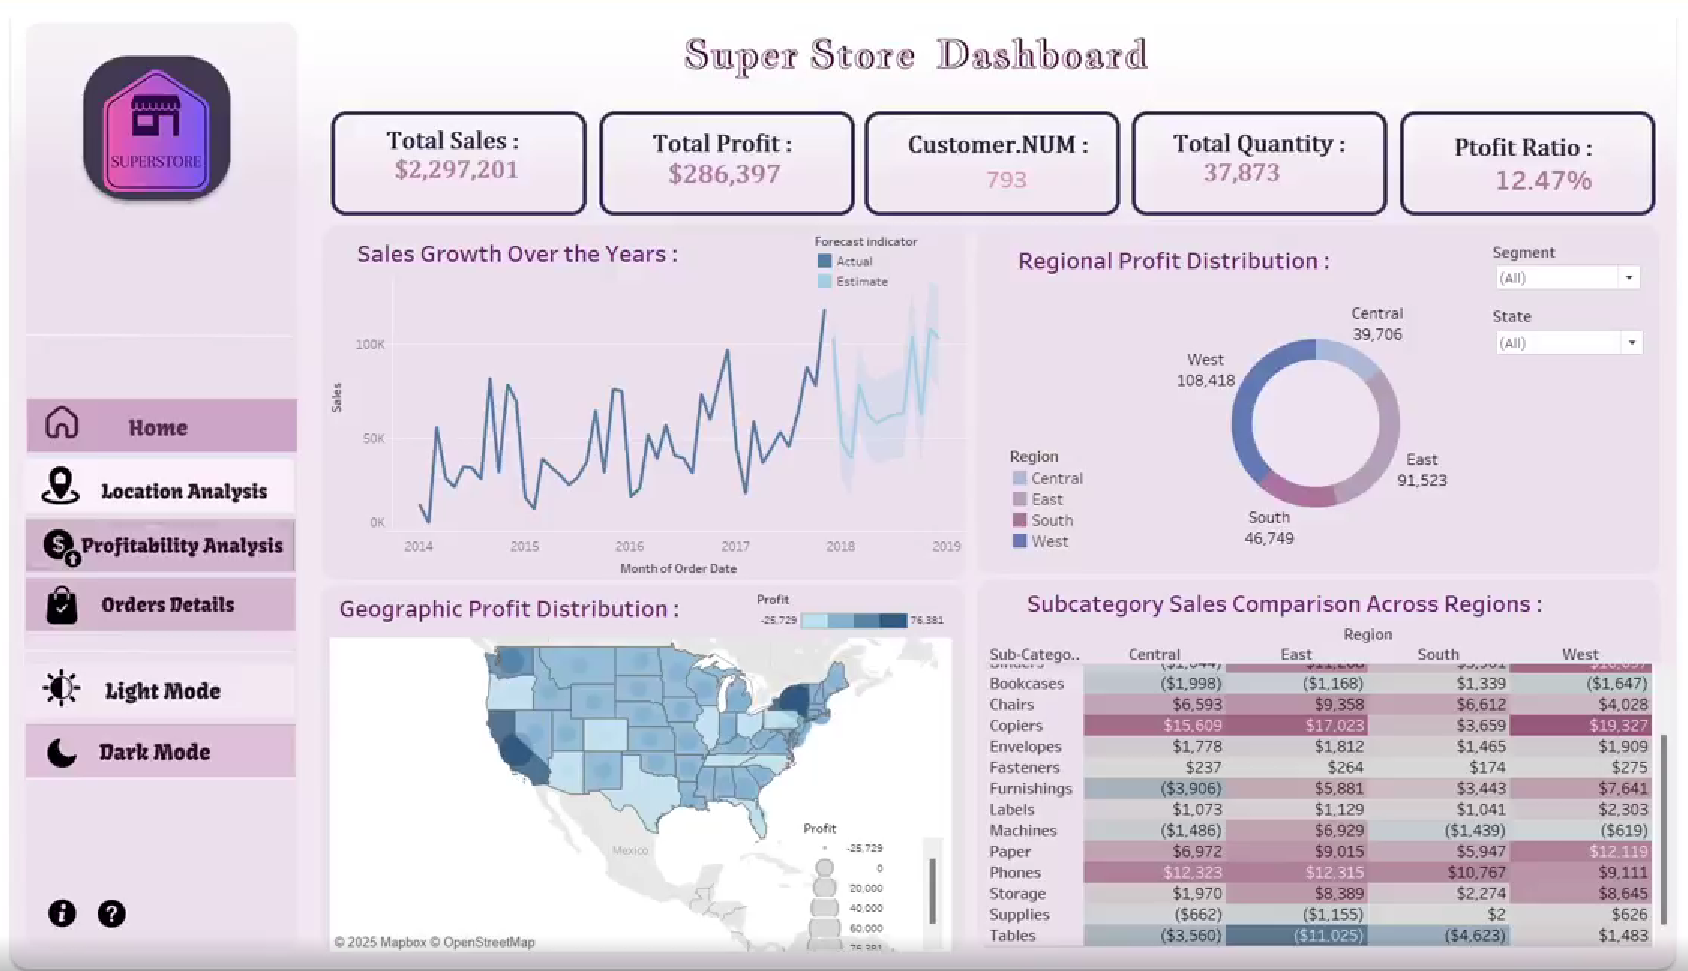 Super Store Dashboard
SUPERSTORE
Home
Location Analysis
Profitability Analysis
Orders Details
Light Mode
Dark Mode
Total Sales :
$2,297,201
Total Profit :
$286,397
Customer.NUM :
793
Total Quantity :
37,873
Ptofit Ratio :
12.47%
Sales Growth Over the Years :
Forecast indicator
Actual
Estimate
Sales
100K
50K
0K
2014 2015 2016 2017 2018 2019
Month of Order Date
Regional Profit Distribution :
Segment
(All)
State
(All)
Central
39,706
West
108,418
East
91,523
South
46,749
Region
Central
East
South
West
Geographic Profit Distribution :
Profit
-25,729 76,381
Mexico
Profit
-25,729
0
20,000
40,000
60,000
76,381
© 2025 Mapbox © OpenStreetMap
Subcategory Sales Comparison Across Regions :
Region
Sub-Catego.. Central East South West
Bookcases ($1,998) ($1,168) $1,339 ($1,647)
Chairs $6,593 $9,358 $6,612 $4,028
Copiers $15,609 $17,023 $3,659 $19,327
Envelopes $1,778 $1,812 $1,465 $1,909
Fasteners $237 $264 $174 $275
Furnishings ($3,906) $5,881 $3,443 $7,641
Labels $1,073 $1,129 $1,041 $2,303
Machines ($1,486) $6,929 ($1,439) ($619)
Paper $6,972 $9,015 $5,947 $12,119
Phones $12,323 $12,315 $10,767 $9,111
Storage $1,970 $8,389 $2,274 $8,645
Supplies ($662) ($1,155) $2 $626
Tables ($3,560) ($11,025) ($4,623) $1,483